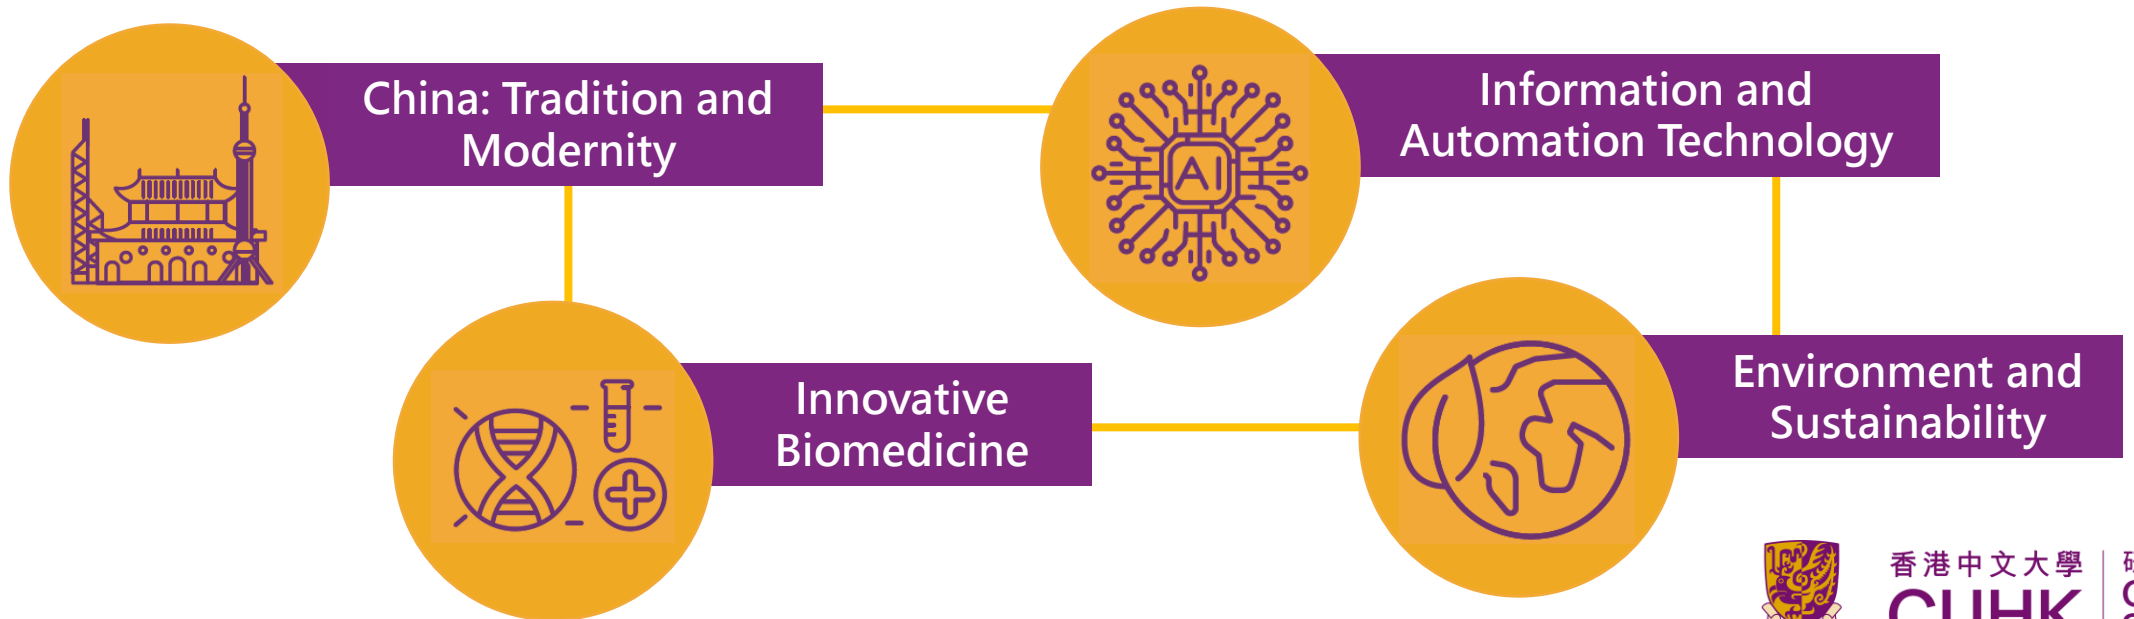 China: Tradition and
Modernity
Information and
Automation Technology
AI
Innovative
Biomedicine
Environment and
Sustainability
香港中文大學
CUHK